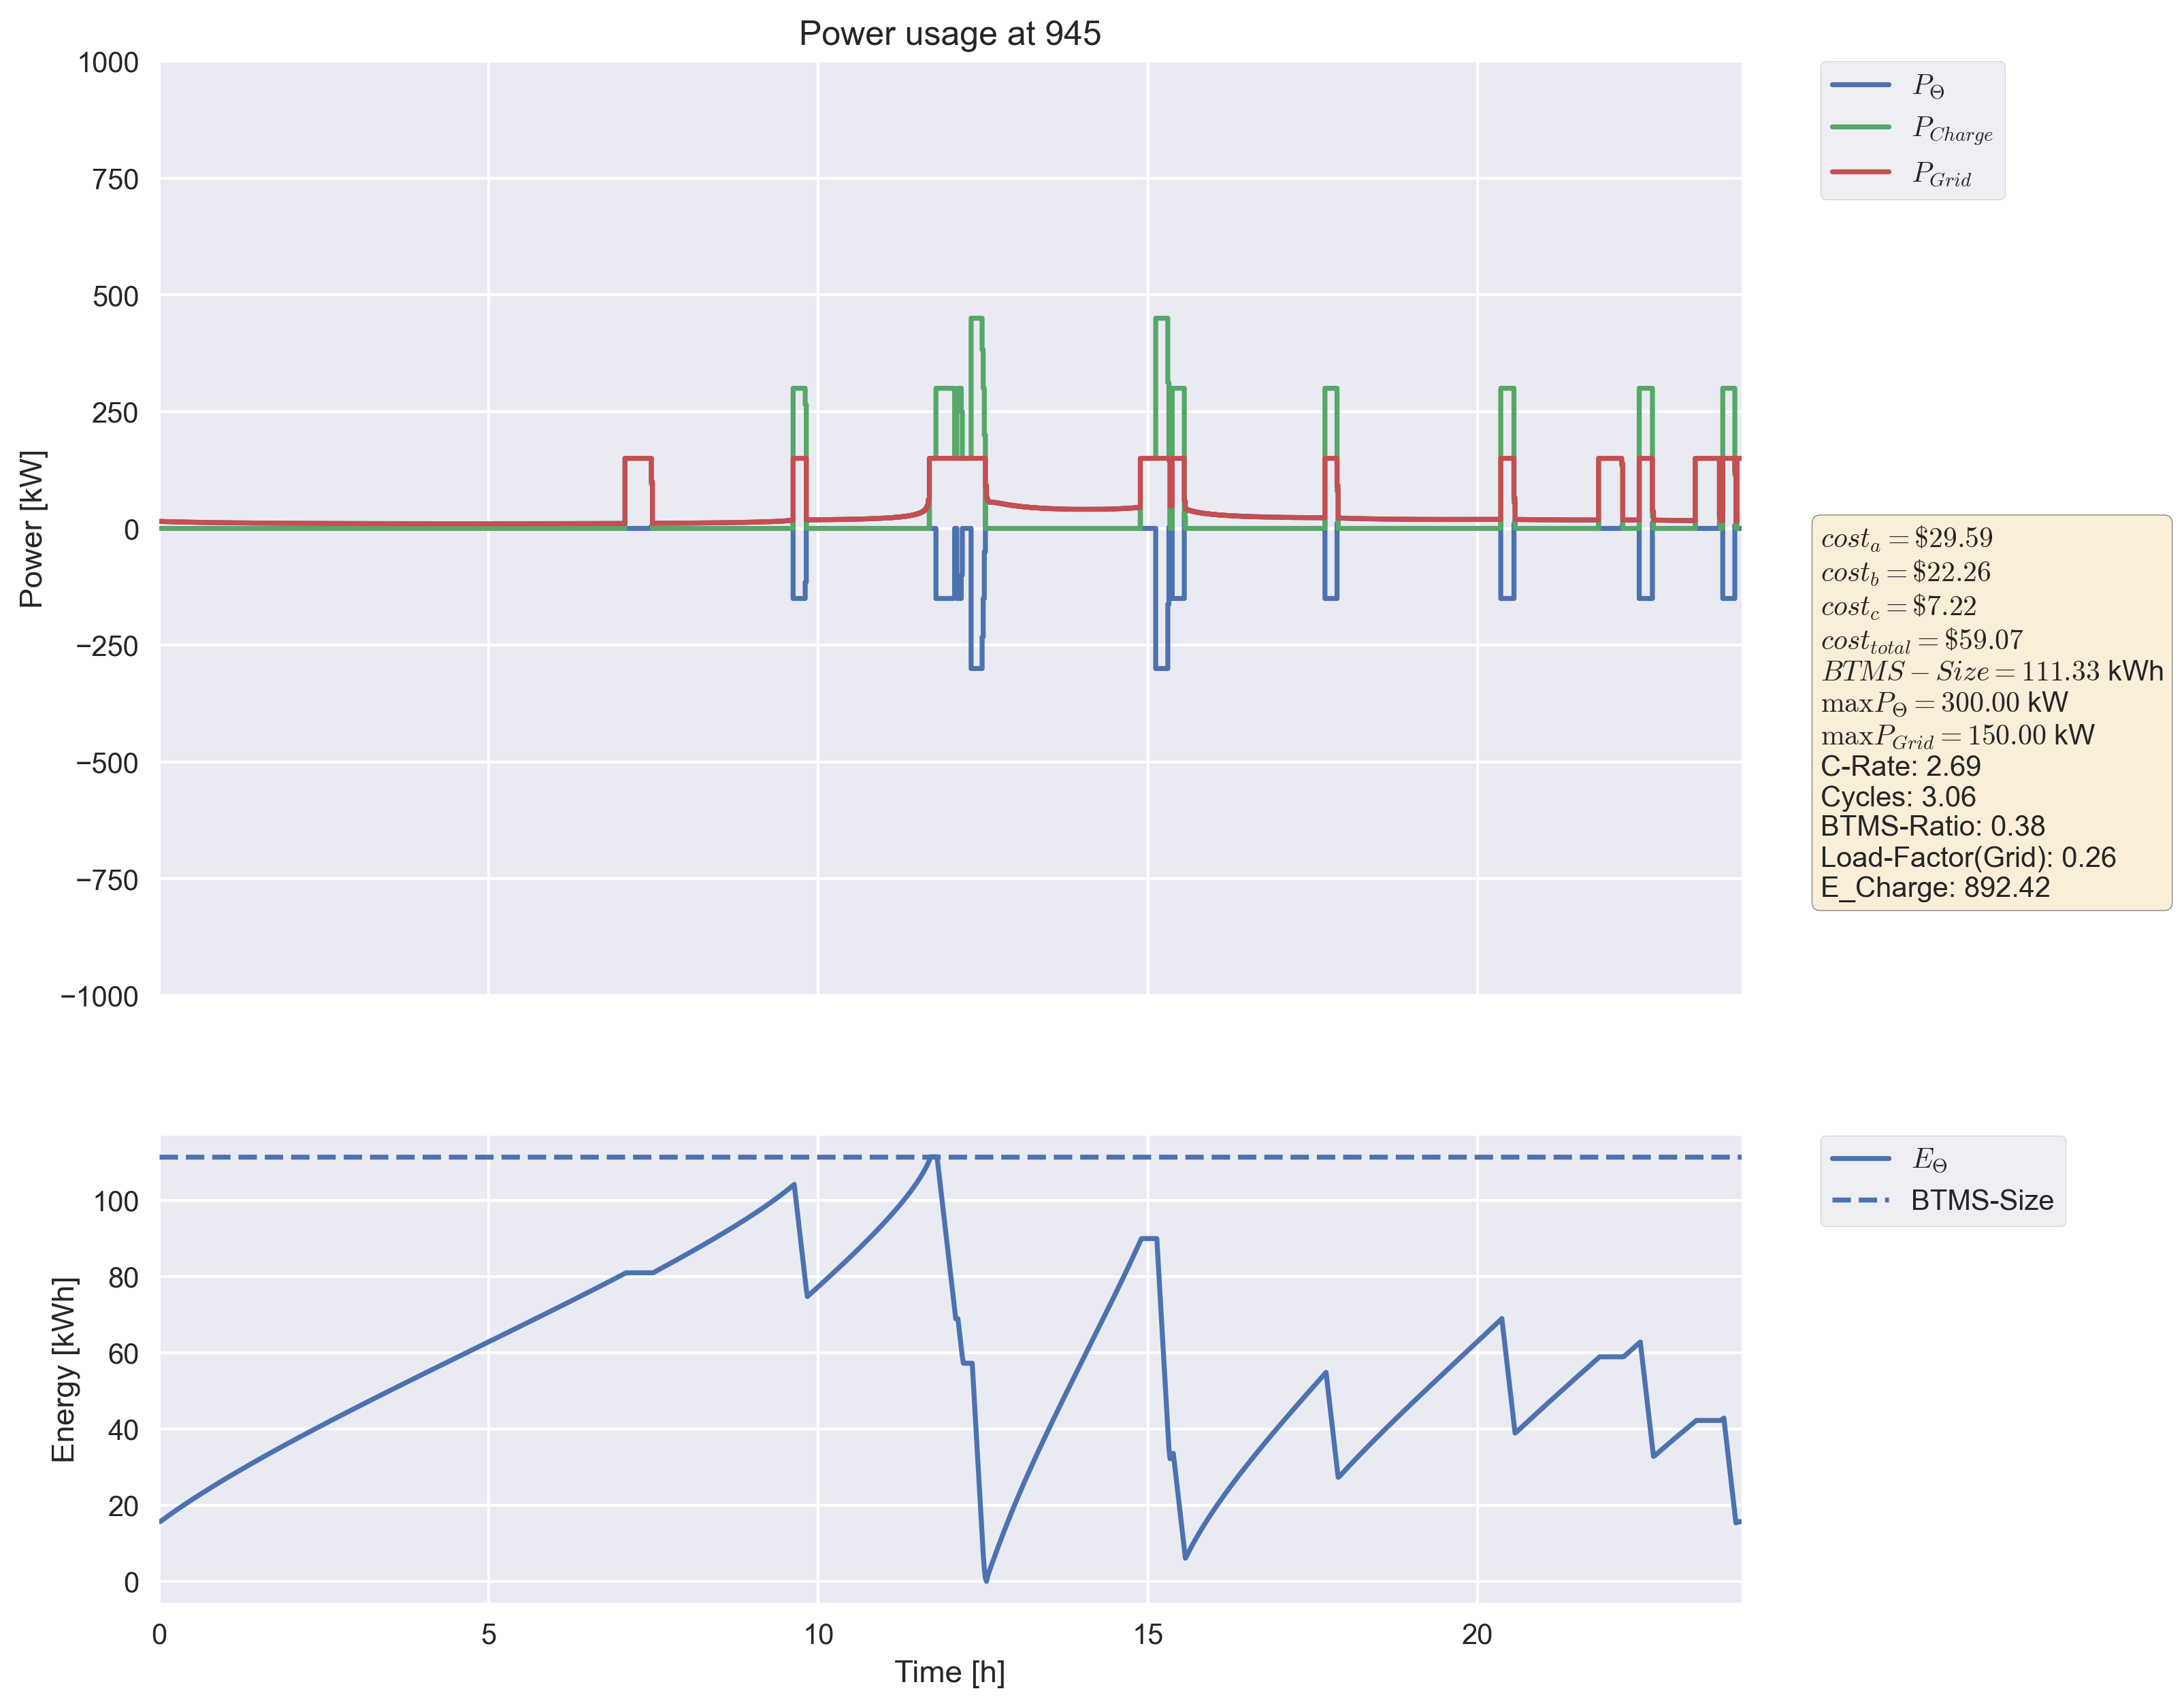 Power usage at 945
1000
750
500
250
0
−250
−500
−750
−1000
Power [kW]
P_Θ
P_Charge
P_Grid
cost_a = $29.59
cost_b = $22.26
cost_c = $7.22
cost_total = $59.07
BTMS − Size = 111.33 kWh
maxP_Θ = 300.00 kW
maxP_Grid = 150.00 kW
C-Rate: 2.69
Cycles: 3.06
BTMS-Ratio: 0.38
Load-Factor(Grid): 0.26
E_Charge: 892.42
100
80
60
40
20
0
Energy [kWh]
E_Θ
BTMS-Size
0 5 10 15 20
Time [h]